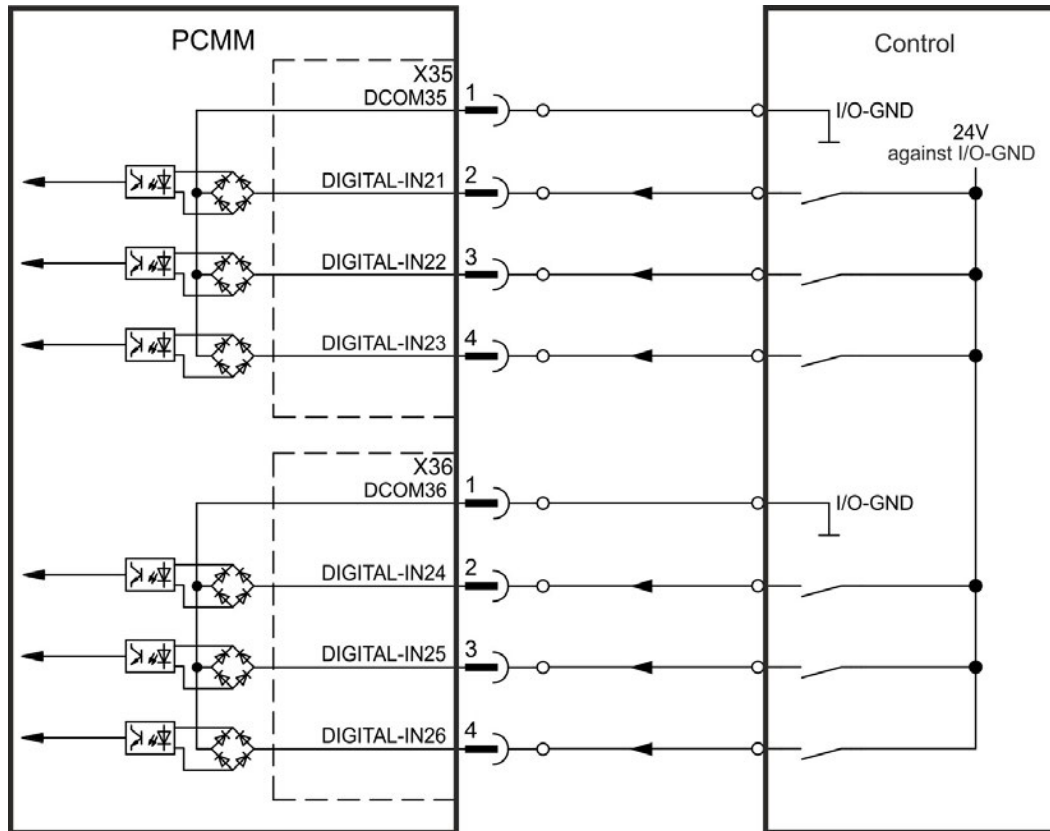 PCMM
Control
X35
DCOM35
1
I/O-GND
24V
against I/O-GND
DIGITAL-IN21
2
DIGITAL-IN22
3
DIGITAL-IN23
4
X36
DCOM36
1
I/O-GND
DIGITAL-IN24
2
DIGITAL-IN25
3
DIGITAL-IN26
4